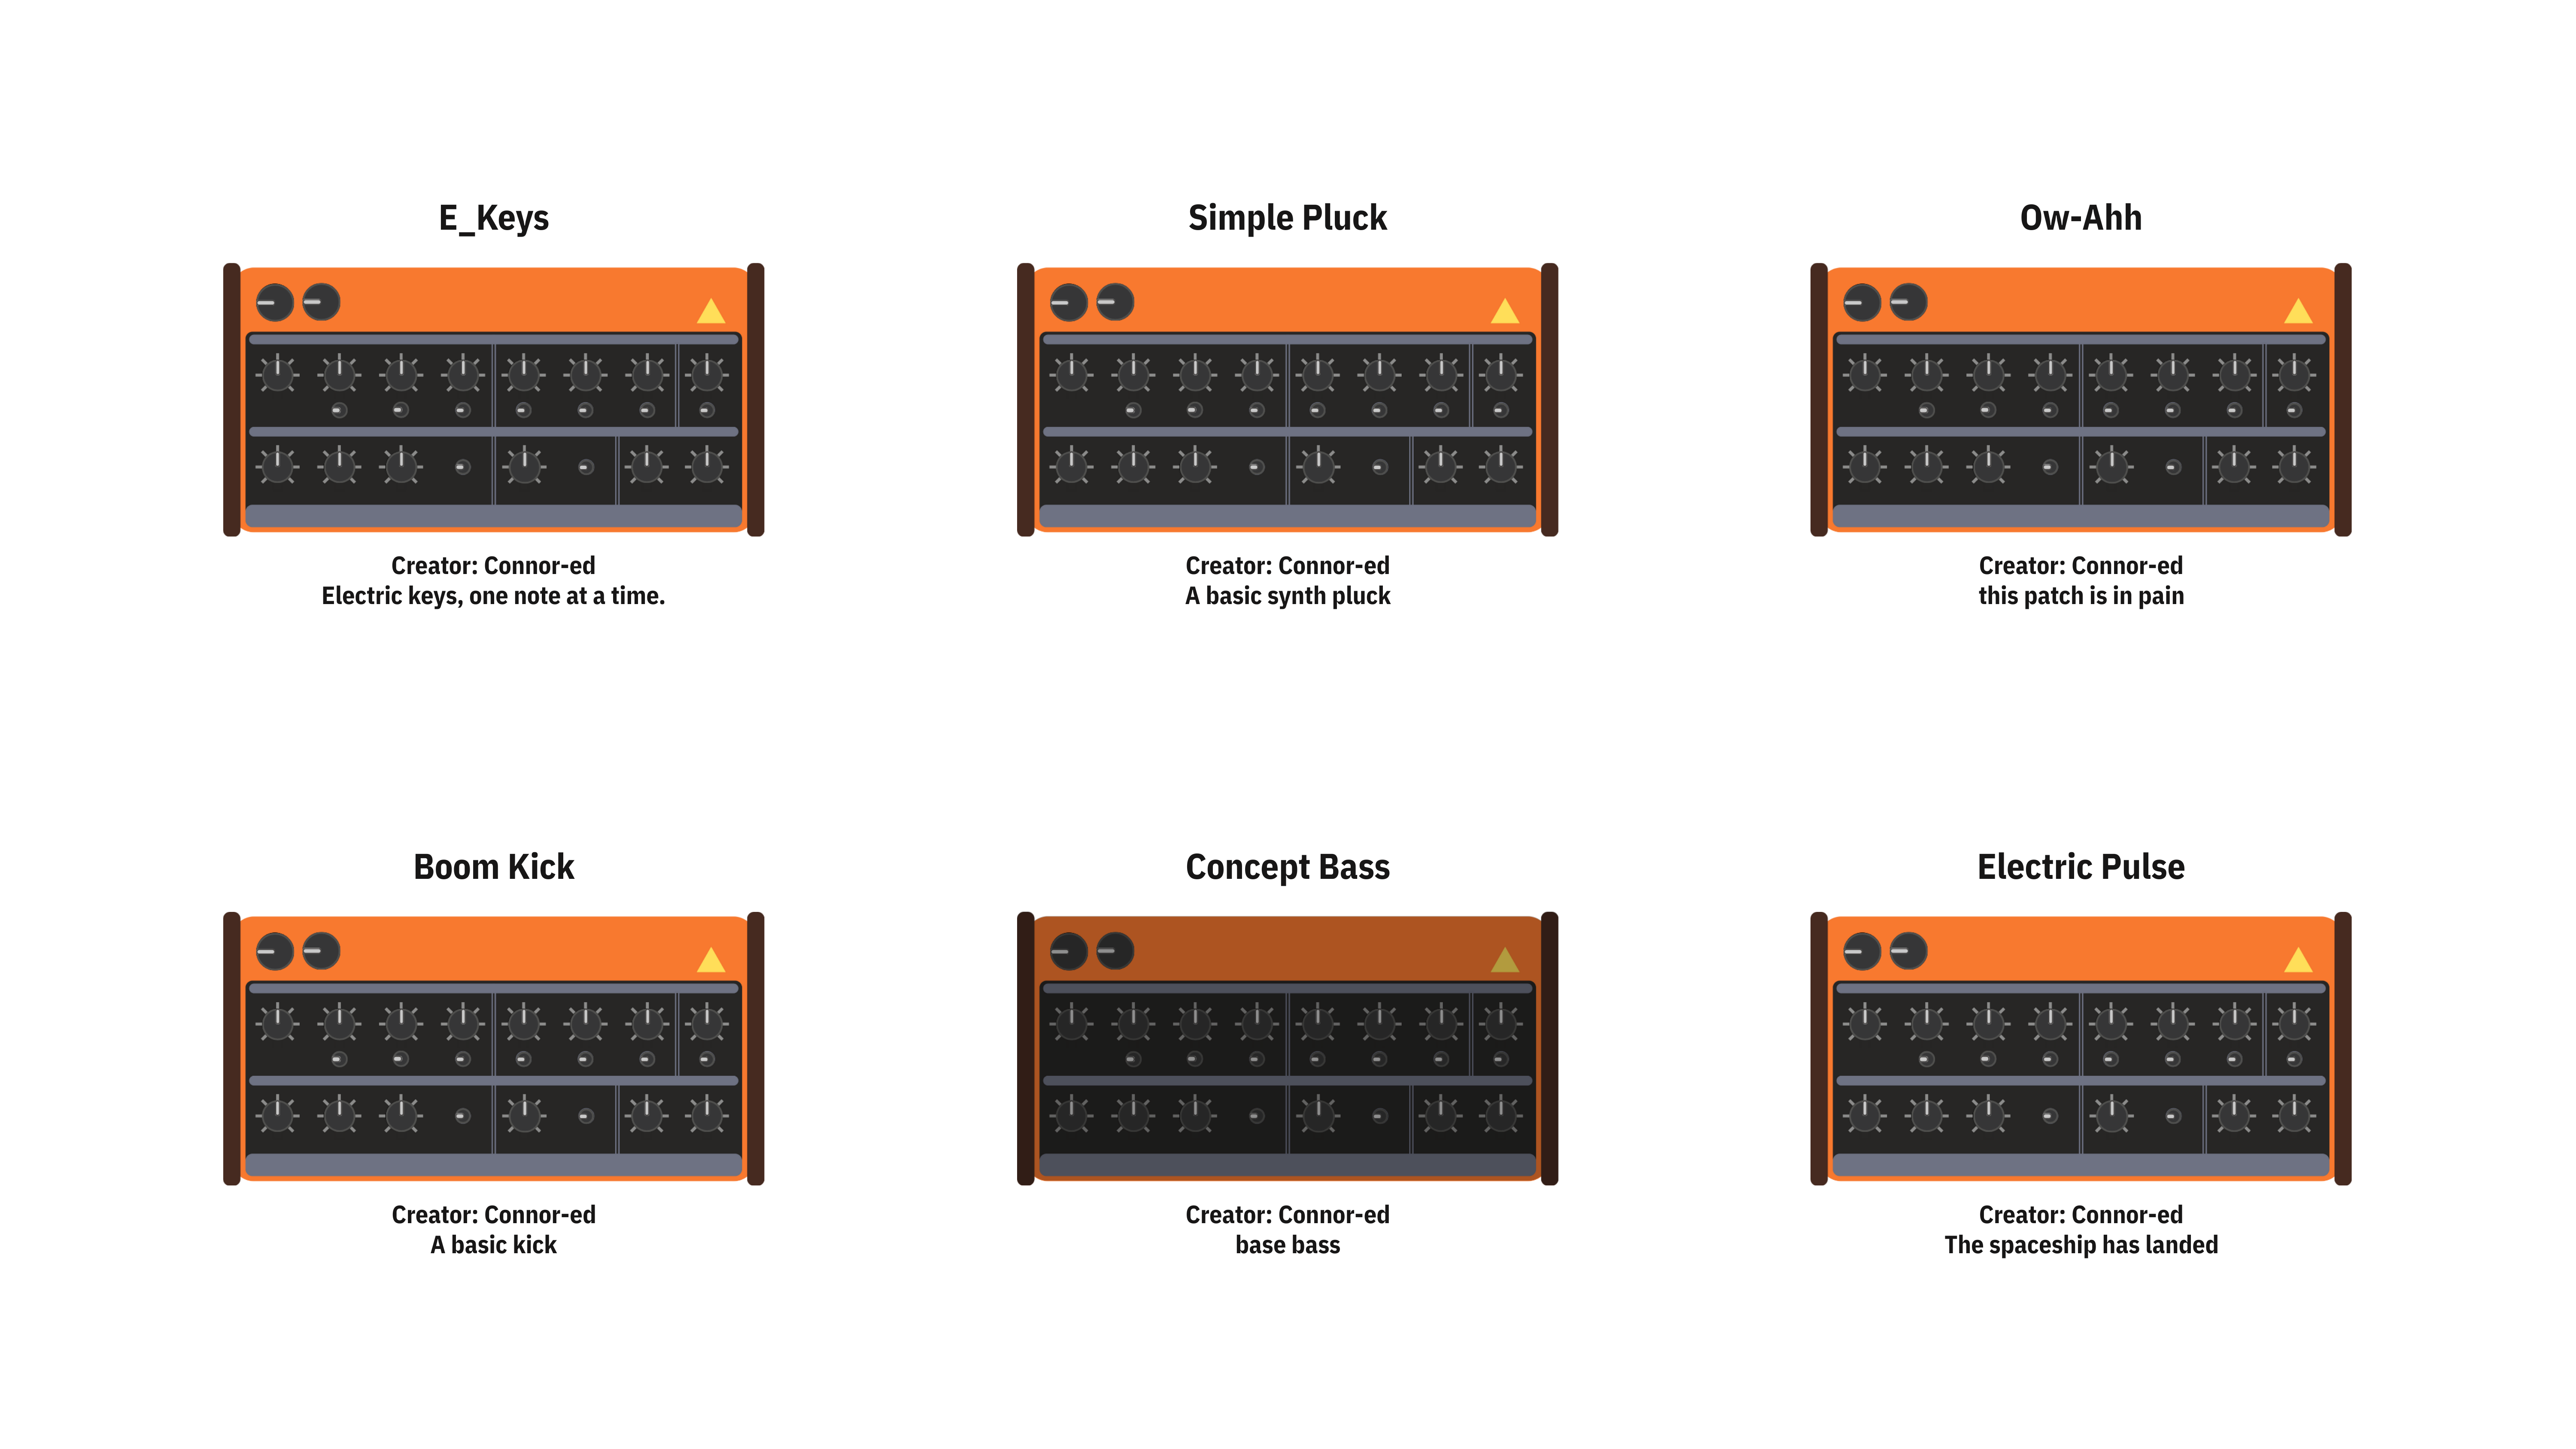 E_Keys
Creator: Connor-ed
Electric keys, one note at a time.
Simple Pluck
Creator: Connor-ed
A basic synth pluck
Ow-Ahh
Creator: Connor-ed
this patch is in pain
Boom Kick
Creator: Connor-ed
A basic kick
Concept Bass
Creator: Connor-ed
base bass
Electric Pulse
Creator: Connor-ed
The spaceship has landed